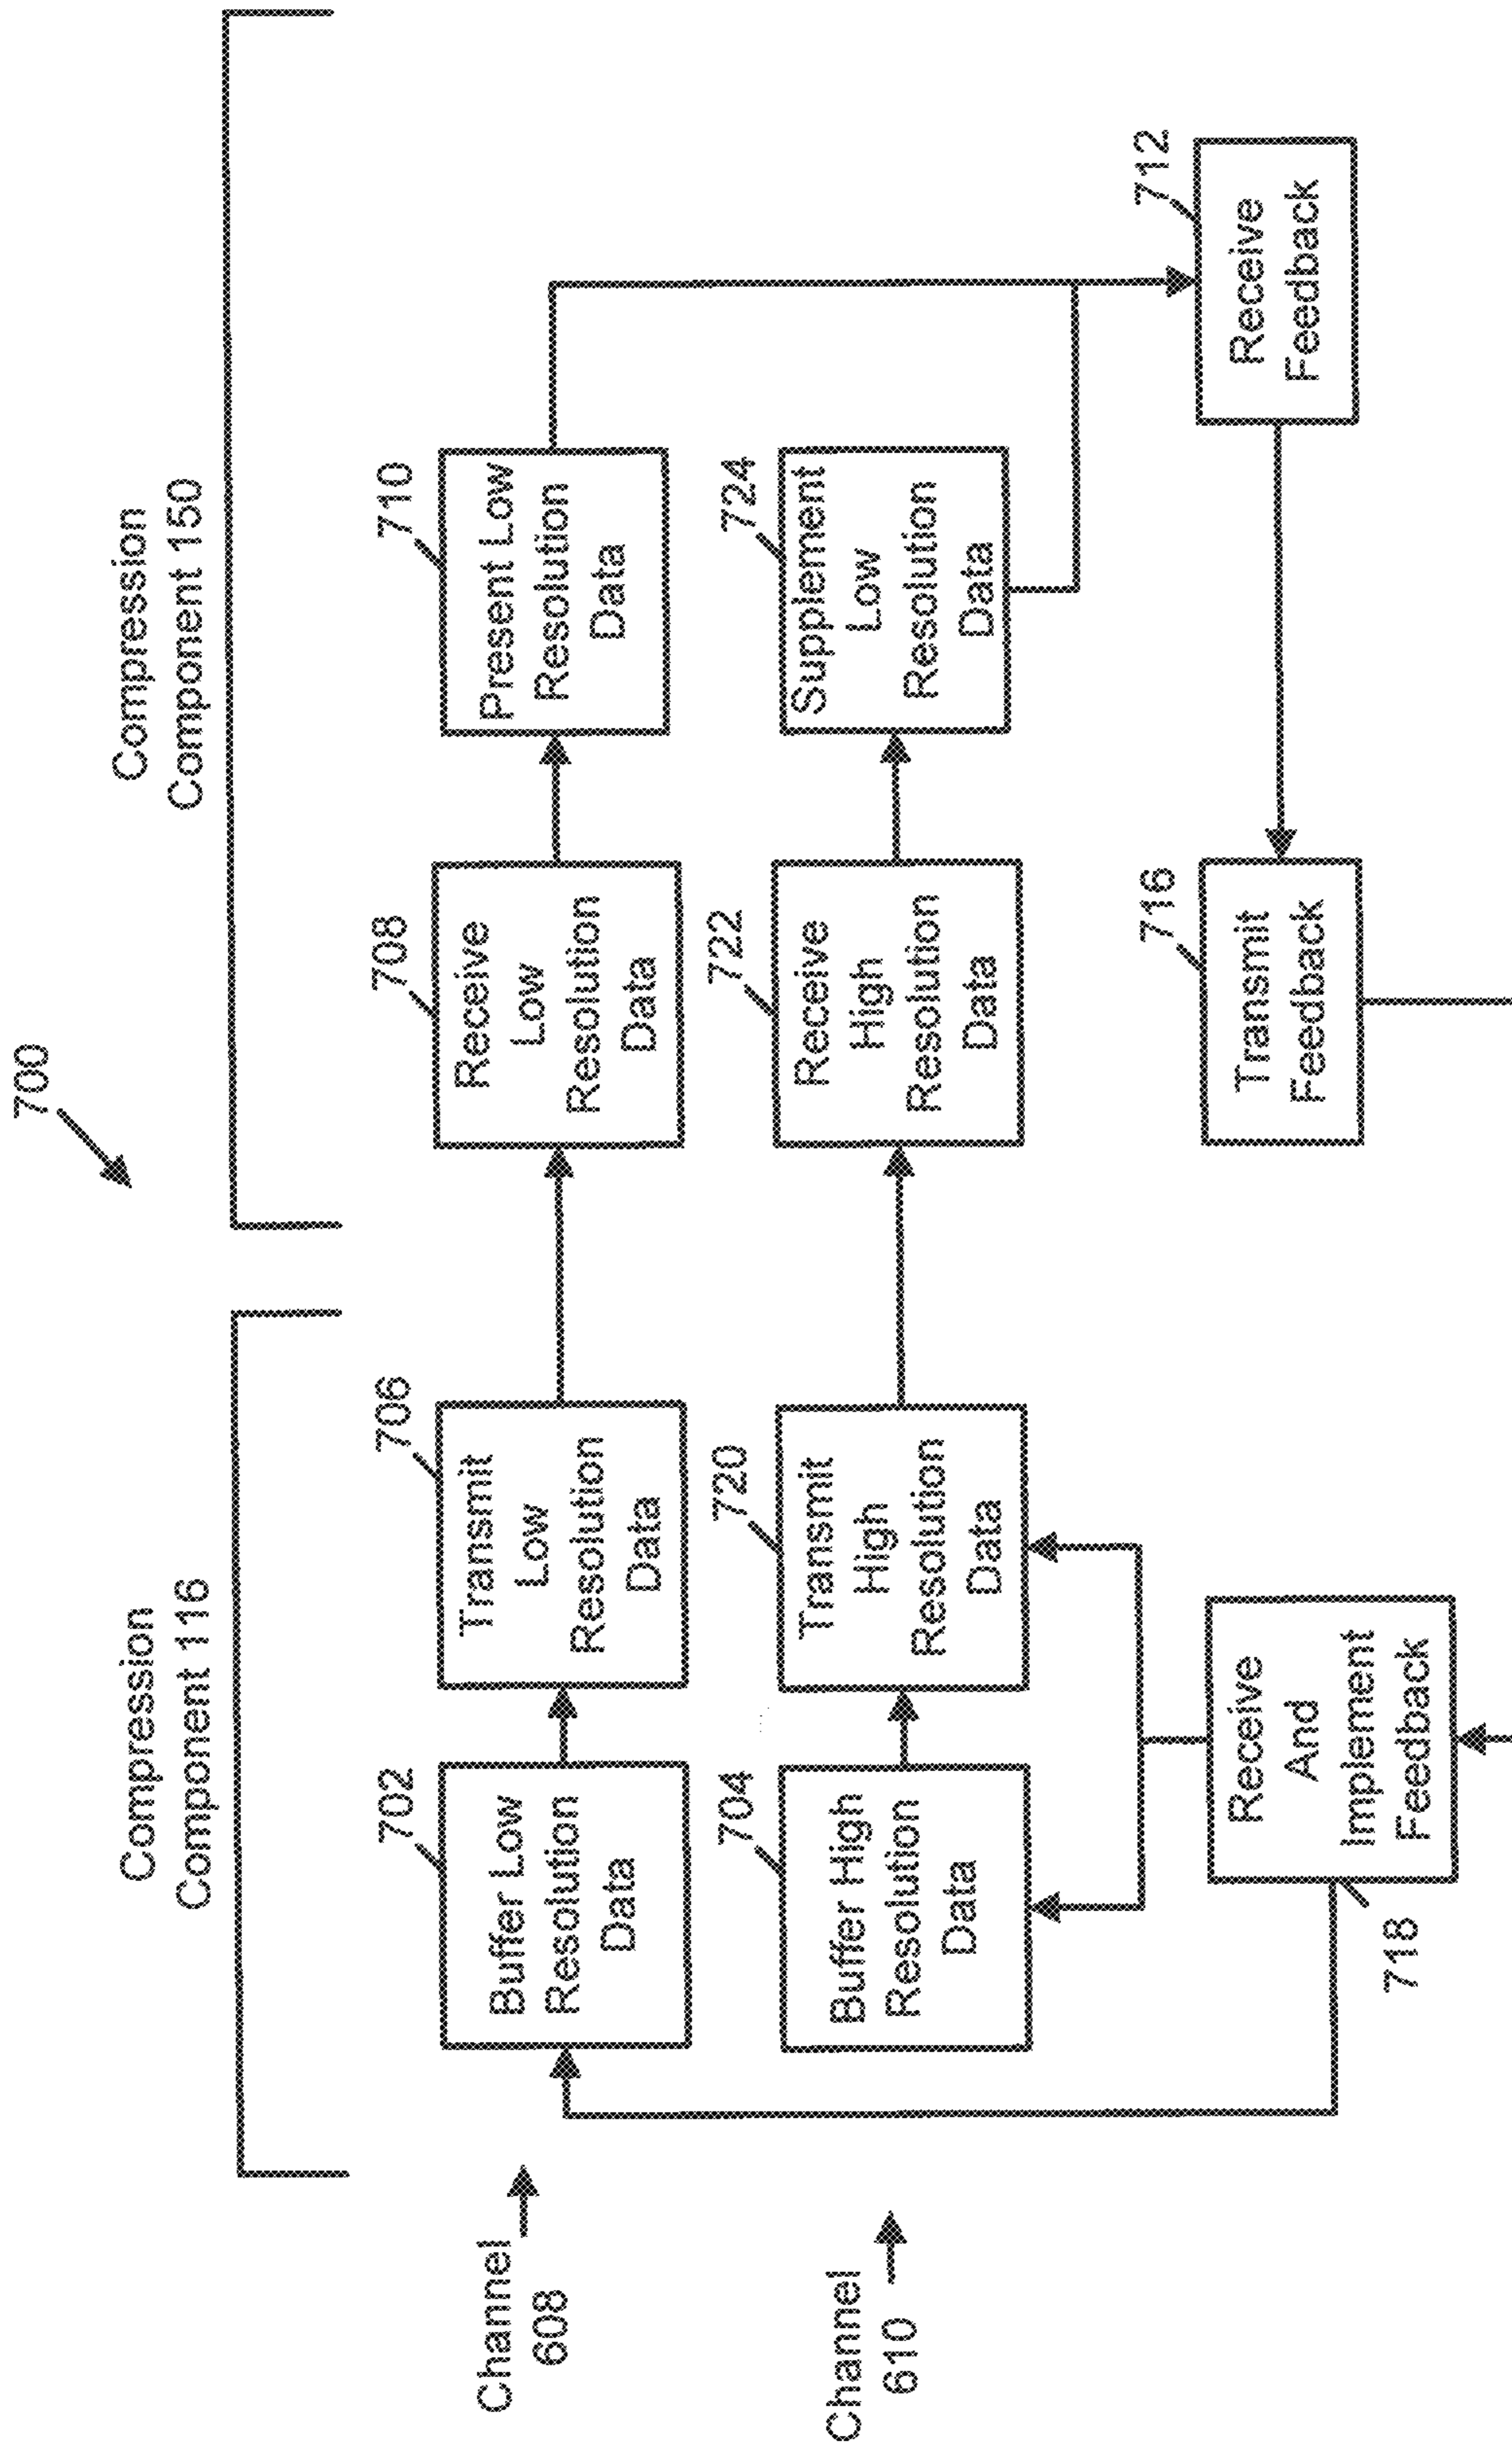 700
Compression
Component 116
Compression
Component 150
Channel
608
702
Buffer Low
Resolution
Data
706
Transmit
Low
Resolution
Data
708
Receive
Low
Resolution
Data
710
Present Low
Resolution
Data
Channel
610
704
Buffer High
Resolution
Data
720
Transmit
High
Resolution
Data
722
Receive
High
Resolution
Data
724
Supplement
Low
Resolution
Data
718
Receive
And
Implement
Feedback
716
Transmit
Feedback
712
Receive
Feedback